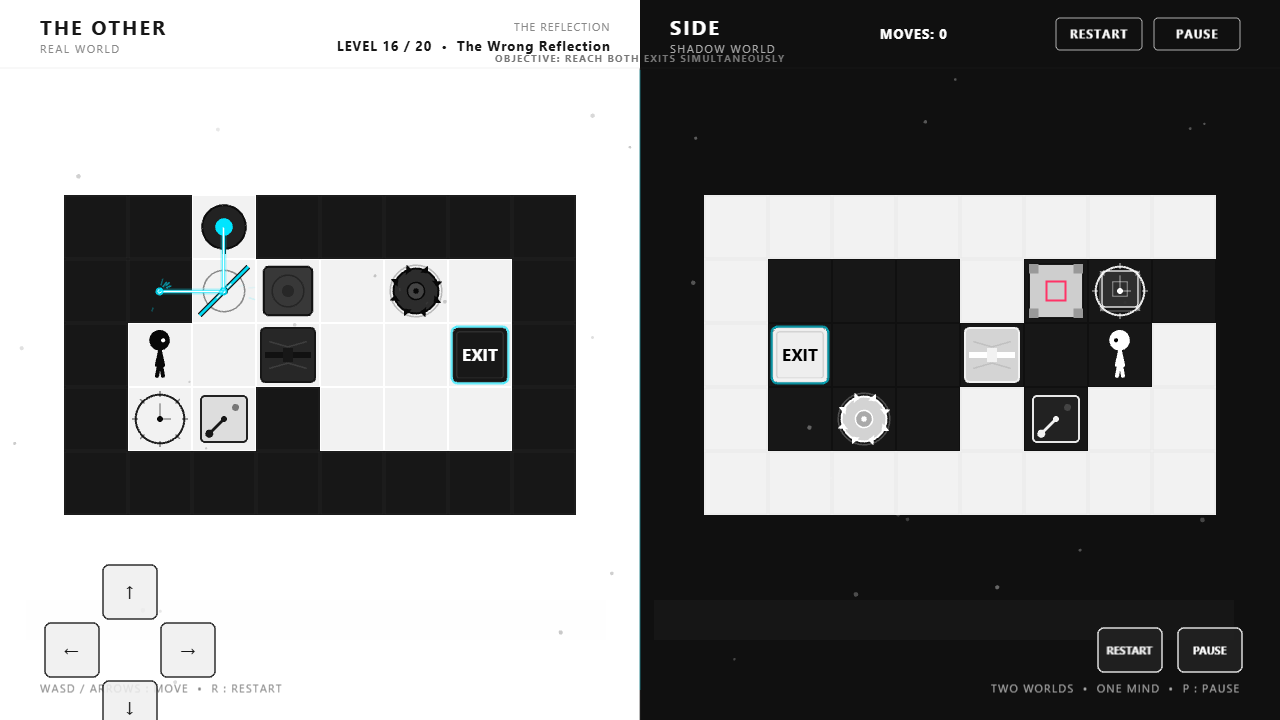 THE OTHER
REAL WORLD
THE REFLECTION
LEVEL 16 / 20 • The Wrong Reflection
OBJECTIVE: REACH BOTH EXITS SIMULTANEOUSLY
SIDE
SHADOW WORLD
MOVES: 0
RESTART
PAUSE
EXIT
EXIT
↑
← →
↓
WASD / ARROWS : MOVE • R : RESTART
RESTART
PAUSE
TWO WORLDS • ONE MIND • P : PAUSE